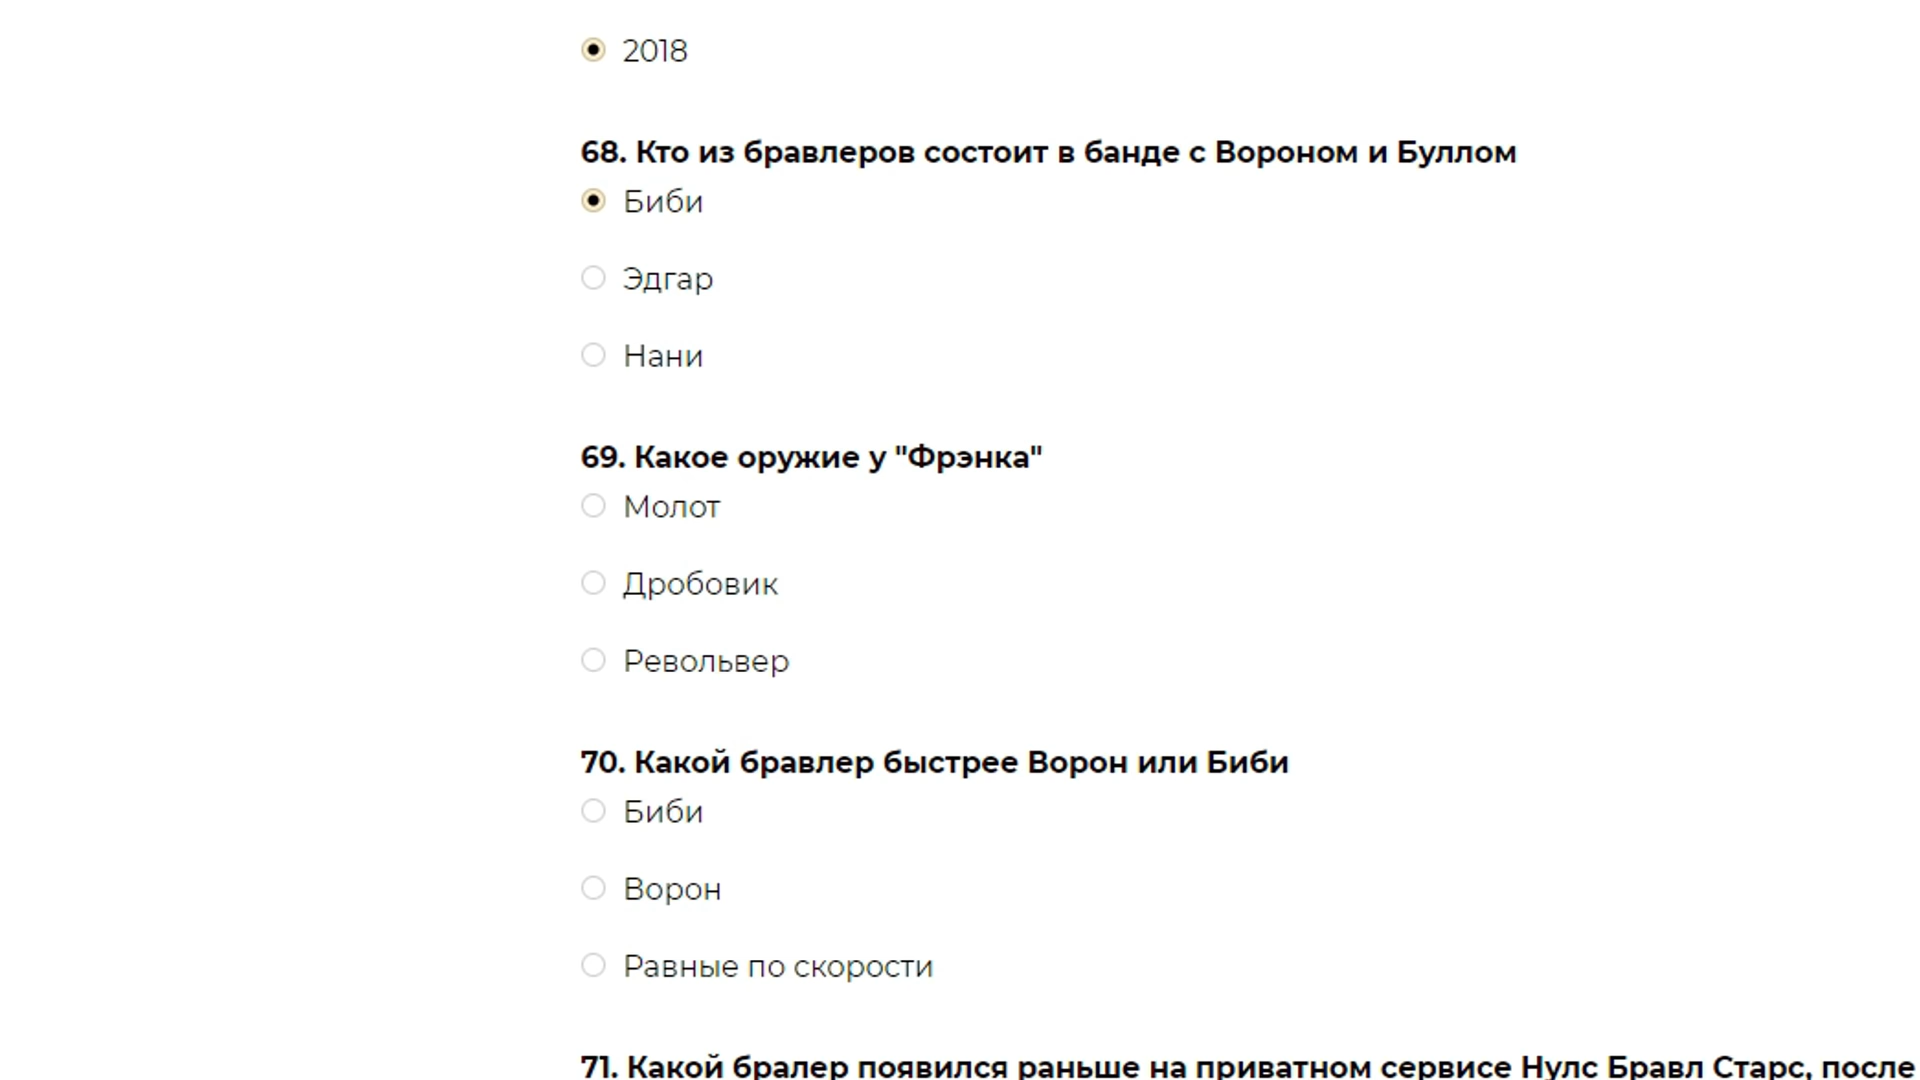 2018
68. Кто из бравлеров состоит в банде с Вороном и Буллом
Биби
Эдгар
Нани
69. Какое оружие у "Фрэнка"
Молот
Дробовик
Револьвер
70. Какой бравлер быстрее Ворон или Биби
Биби
Ворон
Равные по скорости
71. Какой бралер появился раньше на приватном сервисе Нулс Бравл Старс, после